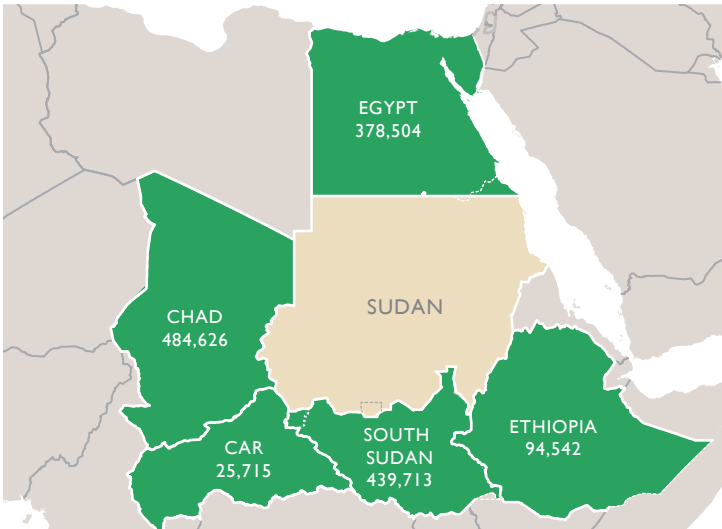 EGYPT
378,504
SUDAN
CHAD
484,626
CAR
25,715
SOUTH
SUDAN
439,713
ETHIOPIA
94,542